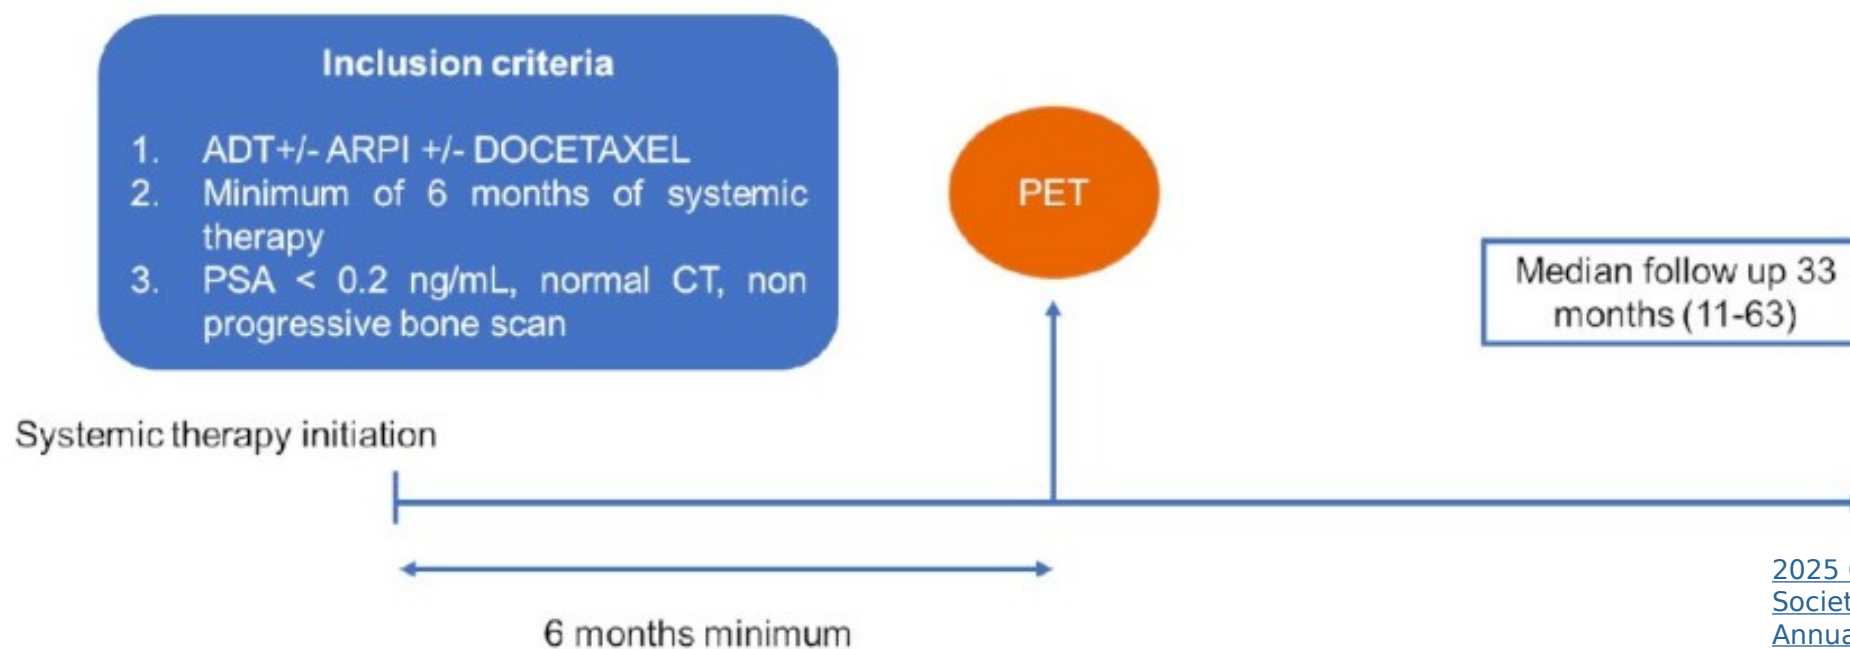 Inclusion criteria
1. ADT+/- ARPI +/- DOCETAXEL
2. Minimum of 6 months of systemic
therapy
3. PSA < 0.2 ng/mL, normal CT, non
progressive bone scan
PET
Median follow up 33
months (11-63)
Systemic therapy initiation
6 months minimum
2025